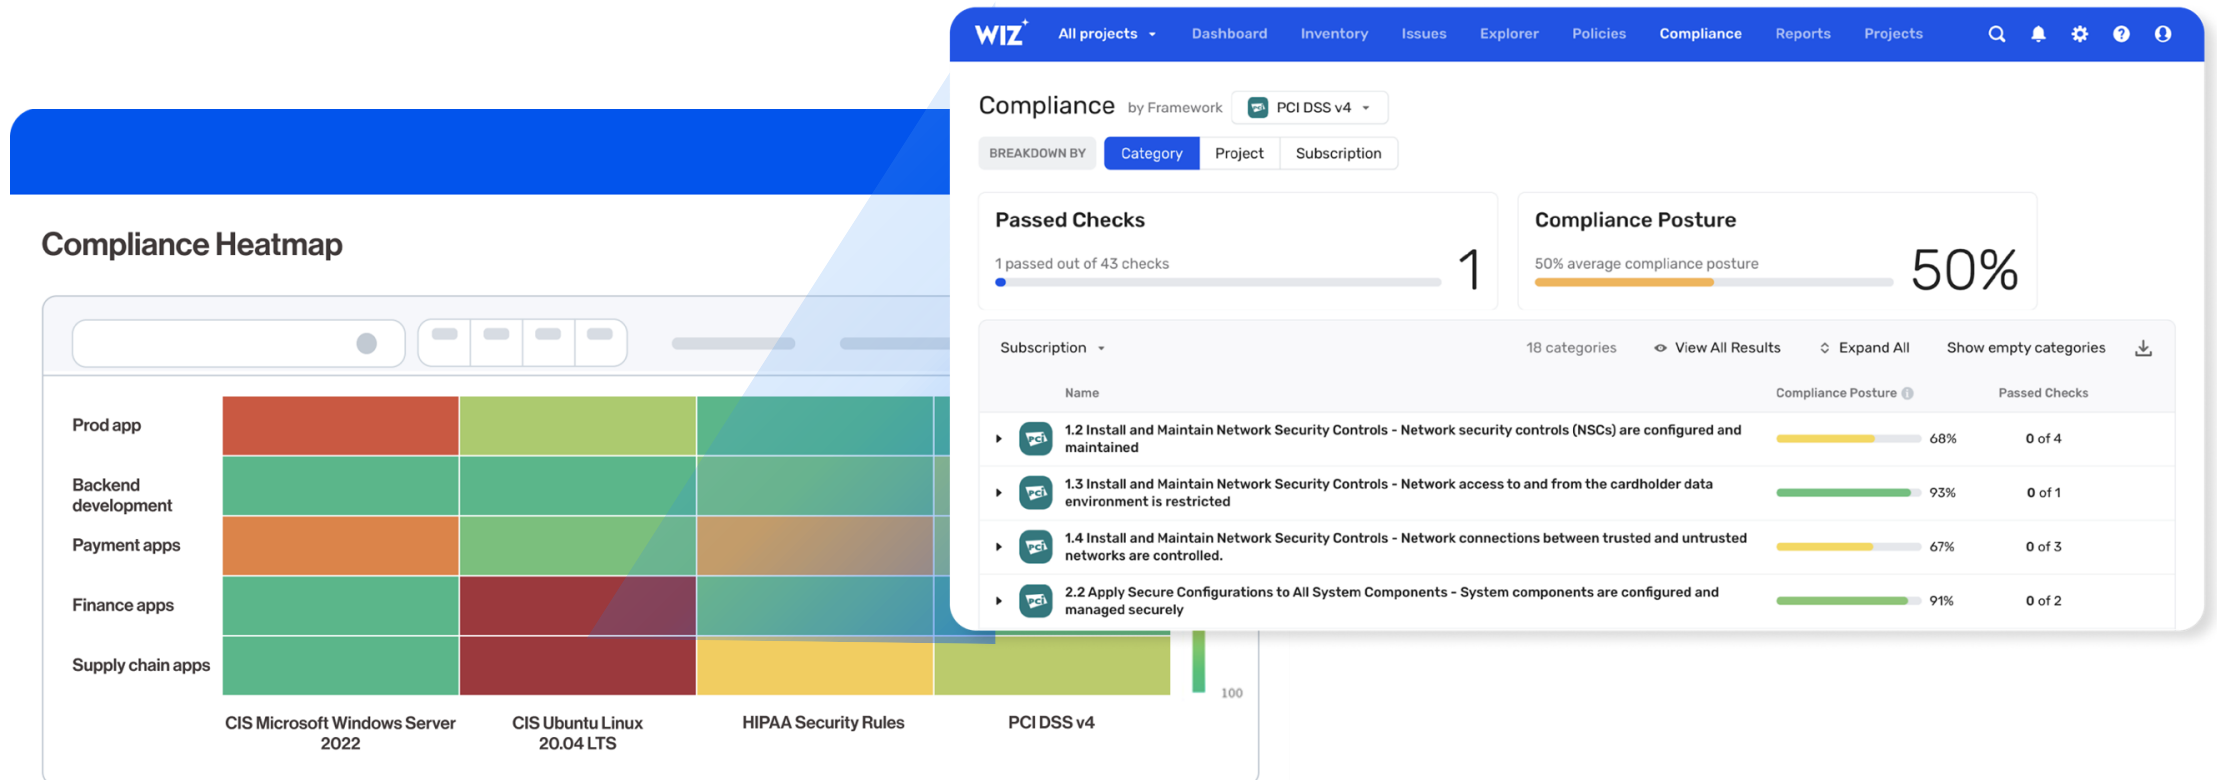 WIZ
All projects
Dashboard
Inventory
Issues
Explorer
Policies
Compliance
Reports
Projects
Compliance by Framework PCI DSS v4
BREAKDOWN BY Category Project Subscription
Passed Checks
1 passed out of 43 checks
1
Compliance Posture
50% average compliance posture
50%
Subscription
18 categories
View All Results
Expand All
Show empty categories
Name
Compliance Posture
Passed Checks
PCI
1.2 Install and Maintain Network Security Controls - Network security controls (NSCs) are configured and
maintained
68%
0 of 4
PCI
1.3 Install and Maintain Network Security Controls - Network access to and from the cardholder data
environment is restricted
93%
0 of 1
PCI
1.4 Install and Maintain Network Security Controls - Network connections between trusted and untrusted
networks are controlled.
67%
0 of 3
PCI
2.2 Apply Secure Configurations to All System Components - System components are configured and
managed securely
91%
0 of 2
Compliance Heatmap
Prod app
Backend
development
Payment apps
Finance apps
Supply chain apps
CIS Microsoft Windows Server
2022
CIS Ubuntu Linux
20.04 LTS
HIPAA Security Rules
PCI DSS v4
100